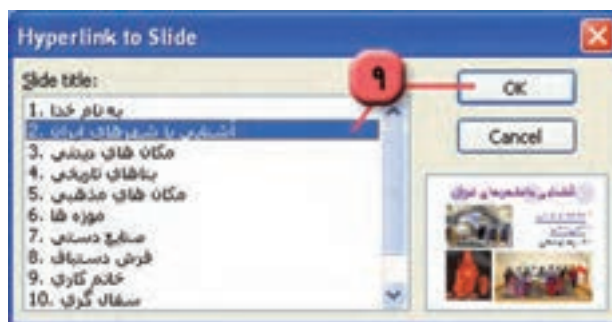 Hyperlink to Slide
Slide title:
۹
OK
Cancel
1. به نام خدا
2. آشنایی با شهرهای ایران
3. مکان های دیدنی
4. بناهای تاریخی
5. مکان های مذهبی
6. موزه ها
7. صنایع دستی
8. فرش دستباف
9. خاتم کاری
10. سفال گری
آشنایی با شهرهای ایران